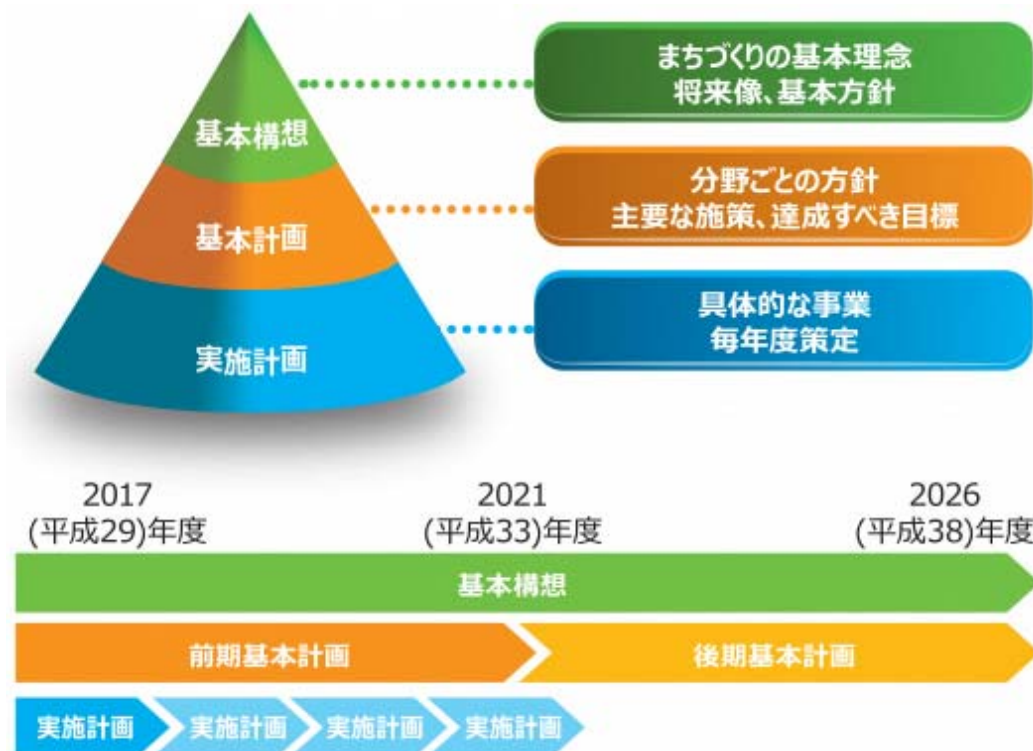 基本構想
まちづくりの基本理念
将来像、基本方針
基本計画
分野ごとの方針
主要な施策、達成すべき目標
実施計画
具体的な事業
毎年度策定
2017
(平成29)年度
2021
(平成33)年度
2026
(平成38)年度
基本構想
前期基本計画
後期基本計画
実施計画
実施計画
実施計画
実施計画